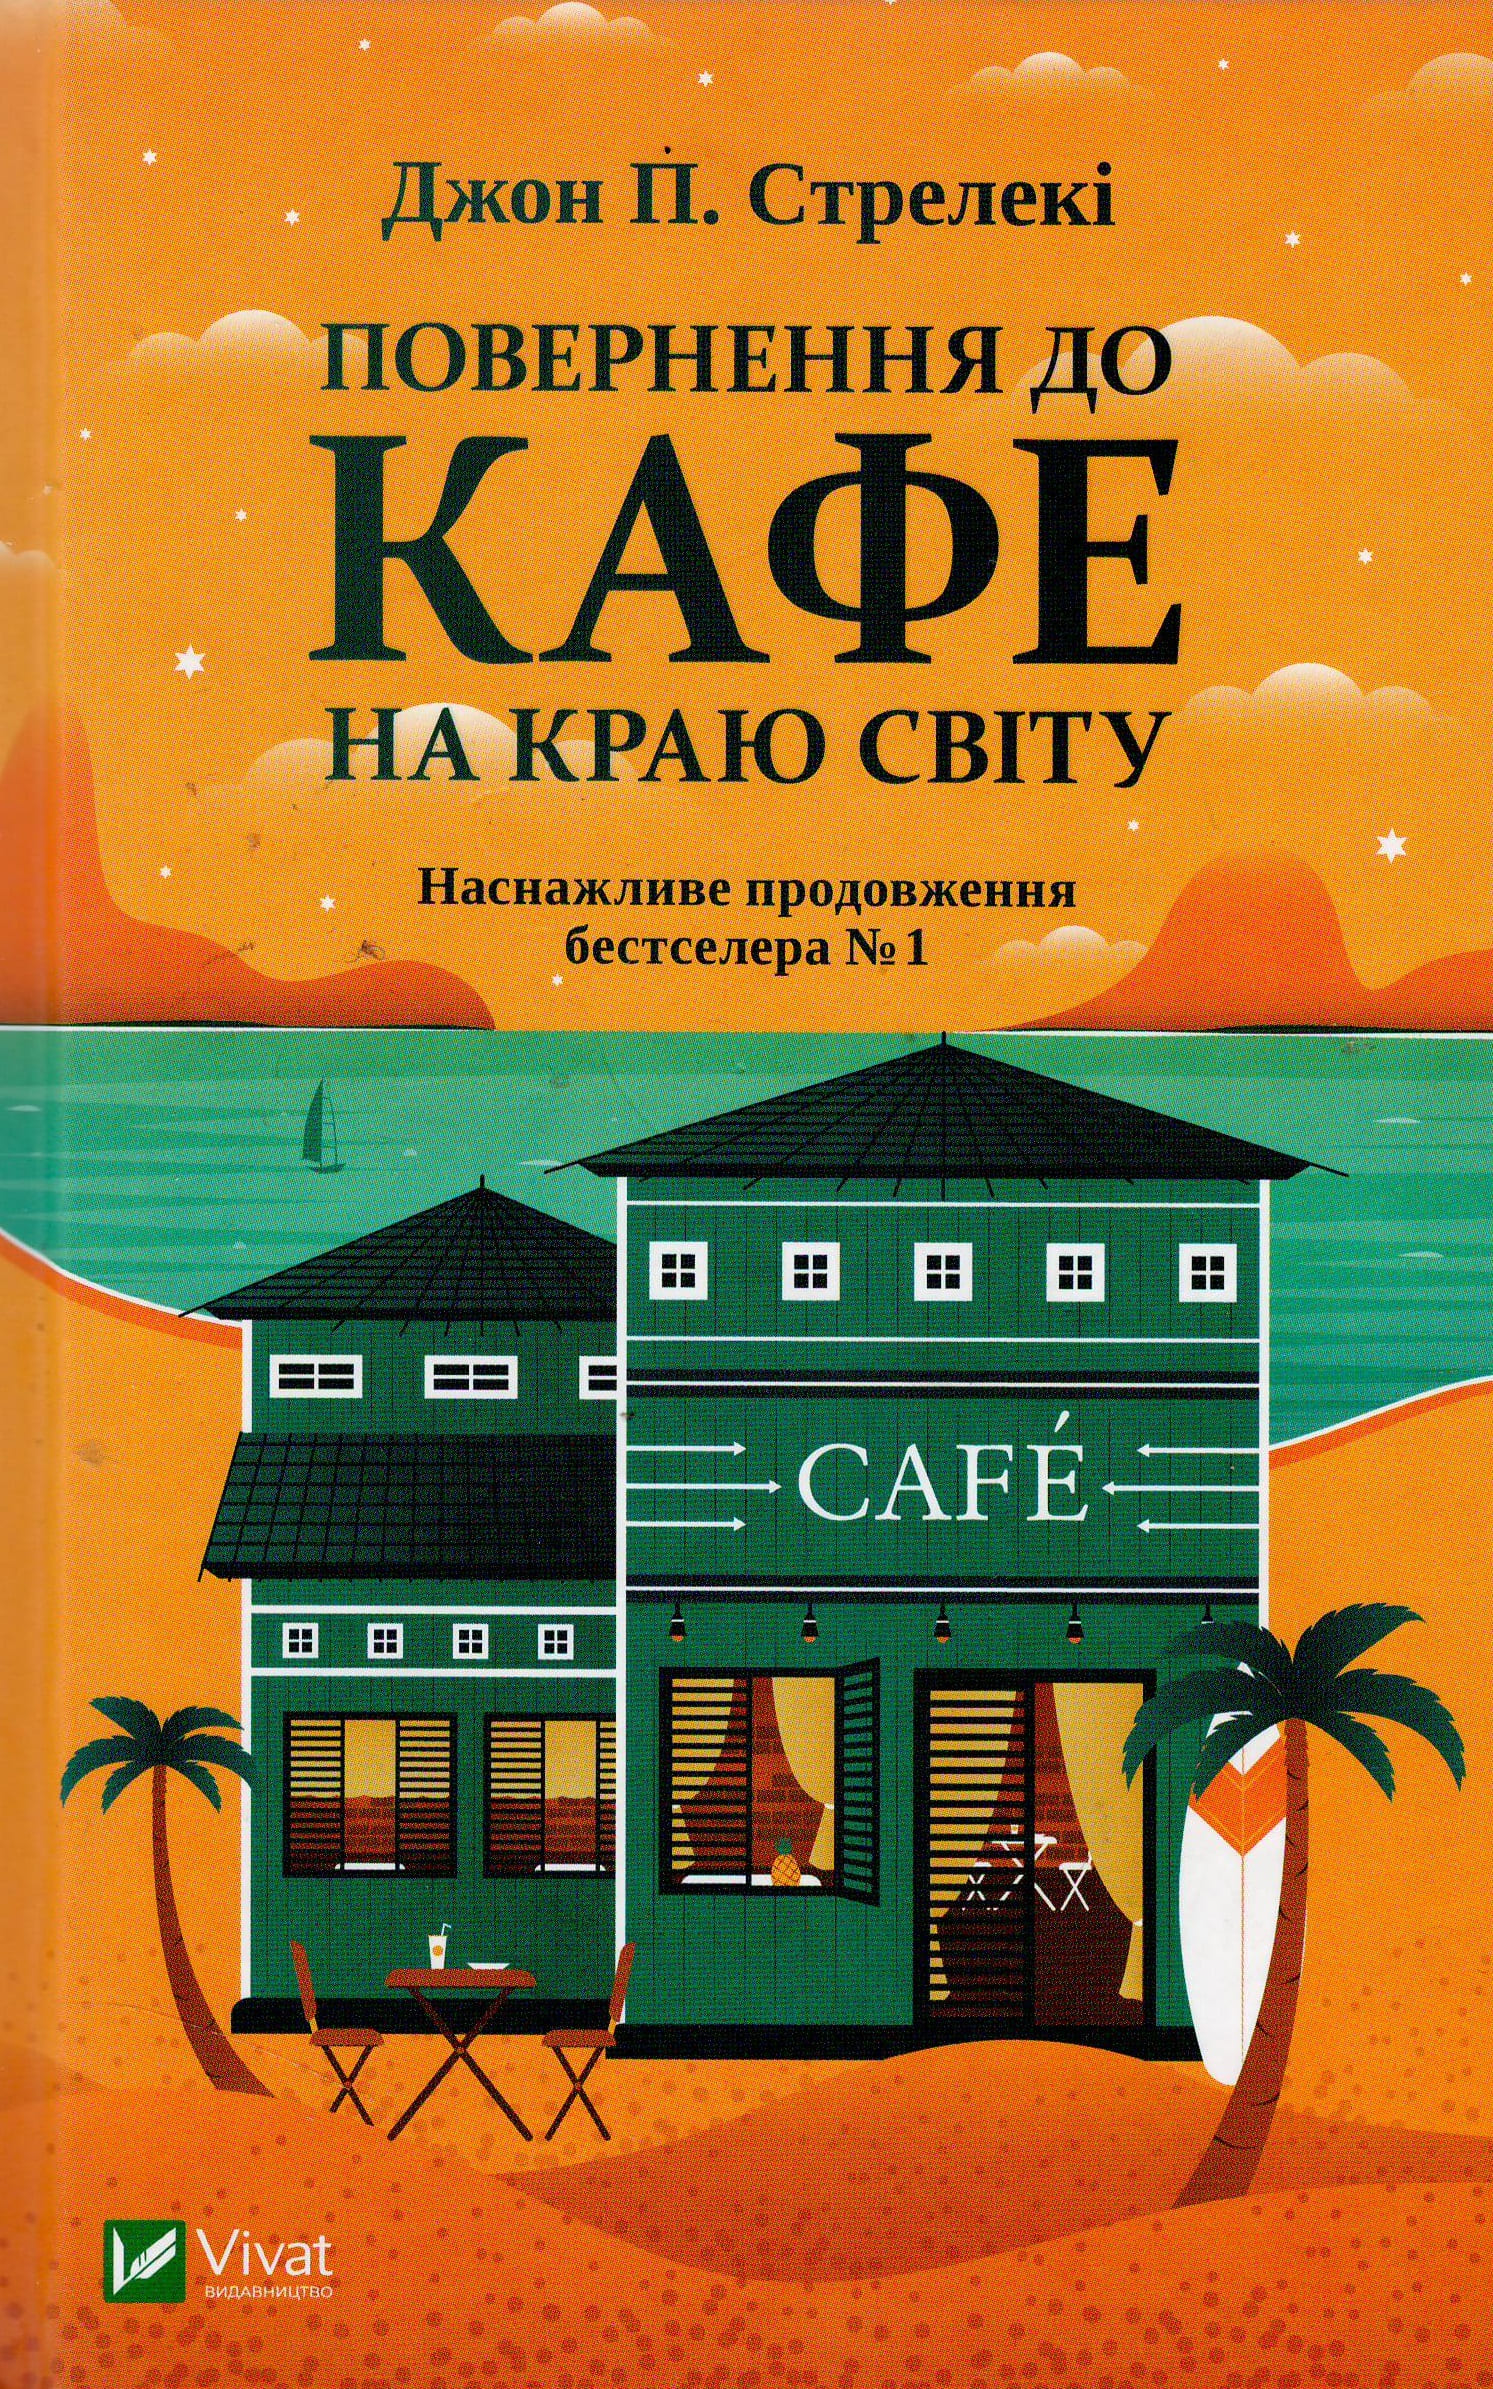 Джон П. Стрелекі
ПОВЕРНЕННЯ ДО
КАФЕ
НА КРАЮ СВІТУ
Наснажливе продовження
бестселера № 1
CAFÉ
Vivat
ВИДАВНИЦТВО